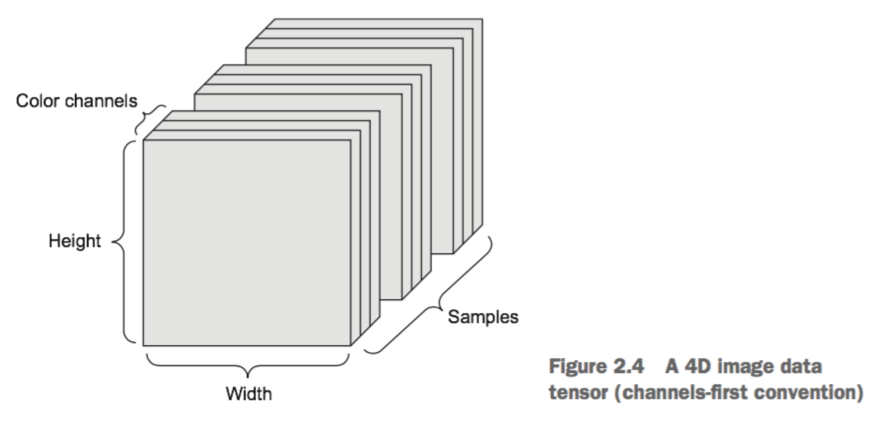 Color channels
Height
Width
Samples
Figure 2.4 A 4D image data
tensor (channels-first convention)